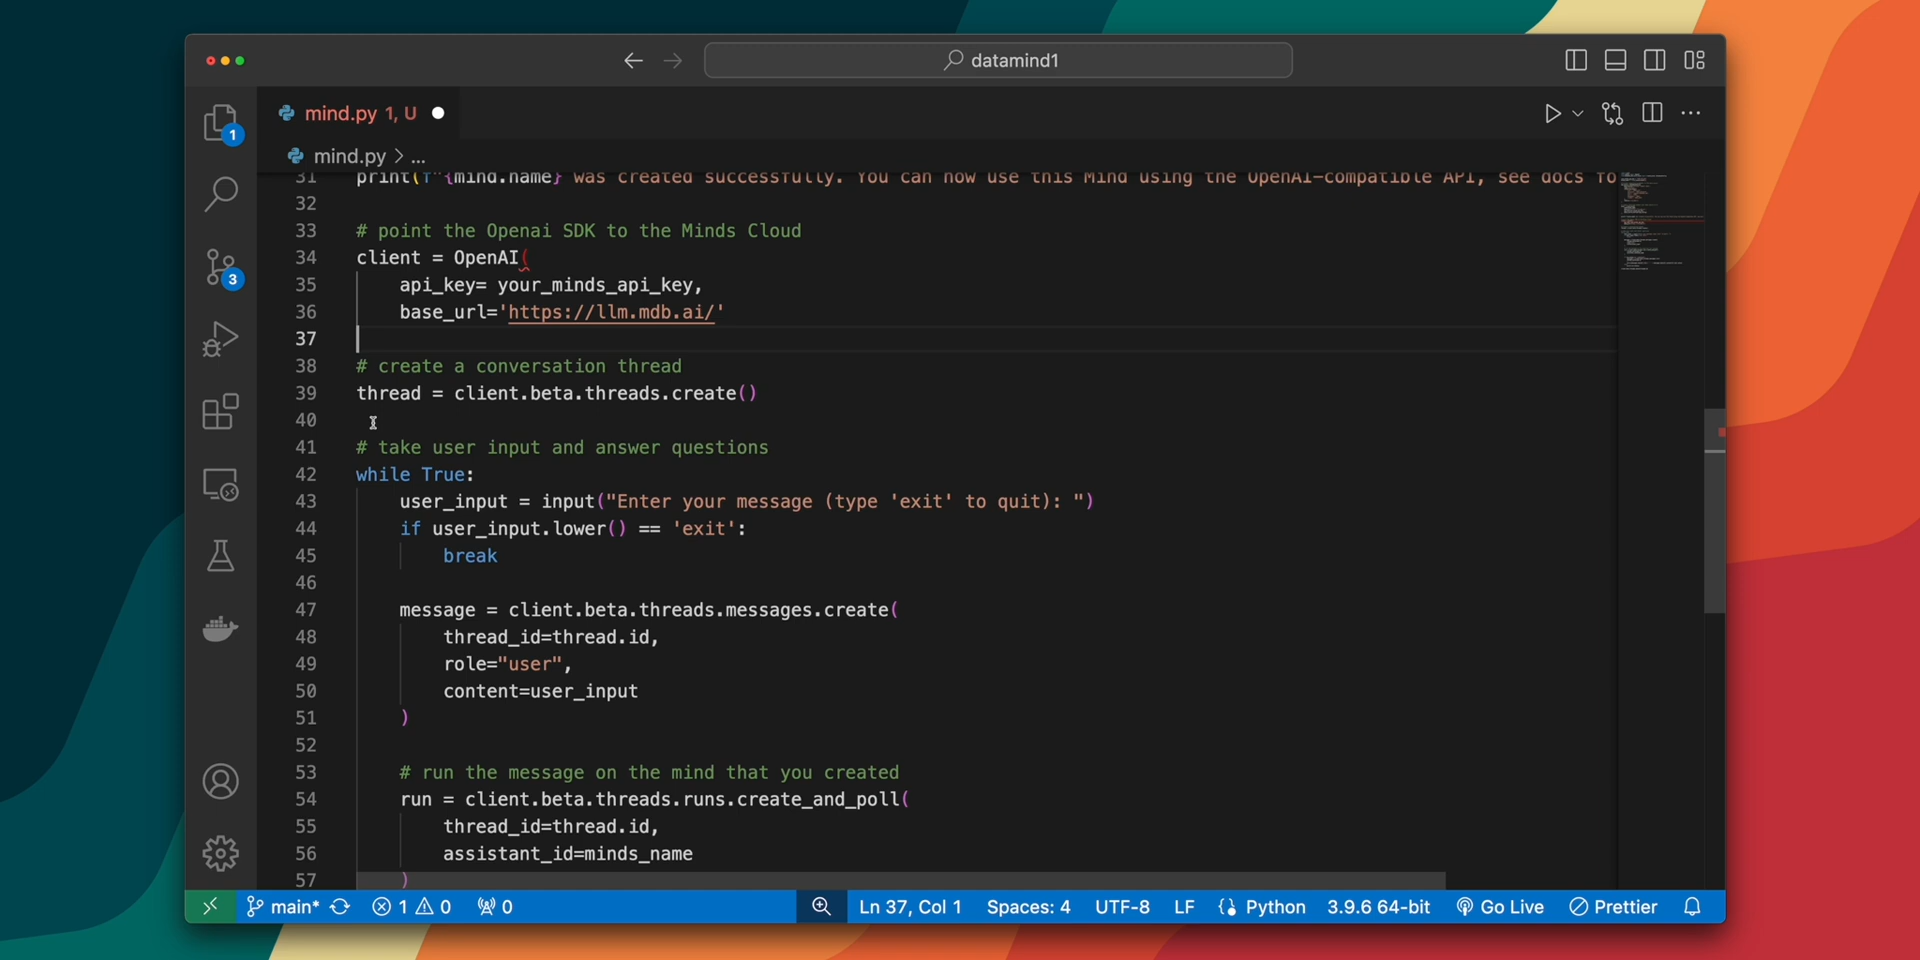 datamind1
mind.py 1, U
mind.py > ...
1
3
31 print(f"{mind.name} was created successfully. You can now use this Mind using the OpenAI-compatible API, see docs fo
32
33 # point the Openai SDK to the Minds Cloud
34 client = OpenAI(
35 api_key= your_minds_api_key,
36 base_url='https://llm.mdb.ai/'
37
38 # create a conversation thread
39 thread = client.beta.threads.create()
40
41 # take user input and answer questions
42 while True:
43 user_input = input("Enter your message (type 'exit' to quit): ")
44 if user_input.lower() == 'exit':
45 break
46
47 message = client.beta.threads.messages.create(
48 thread_id=thread.id,
49 role="user",
50 content=user_input
51 )
52
53 # run the message on the mind that you created
54 run = client.beta.threads.runs.create_and_poll(
55 thread_id=thread.id,
56 assistant_id=minds_name
57 )
main* 1 0 0 Ln 37, Col 1 Spaces: 4 UTF-8 LF Python 3.9.6 64-bit Go Live Prettier